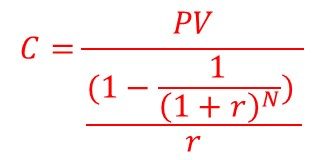 C = PV / ((1 - 1 / (1 + r)^N) / r)